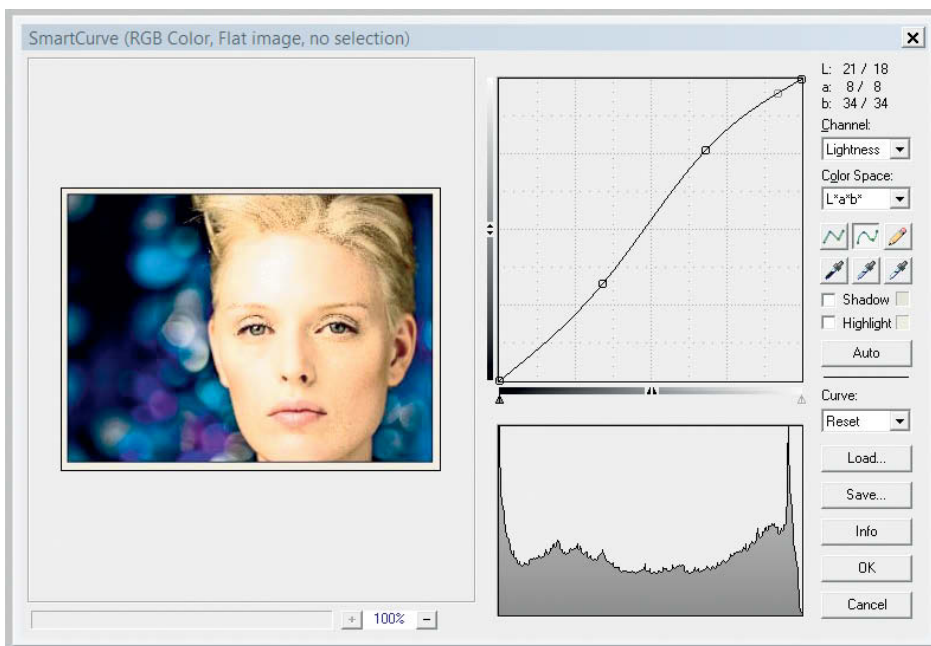 SmartCurve (RGB Color, Flat image, no selection)
L: 21 / 18
a: 8 / 8
b: 34 / 34
Channel:
Lightness
Color Space:
L*a*b*
Shadow
Highlight
Auto
Curve:
Reset
Load...
Save...
Info
OK
Cancel
+ 100% −